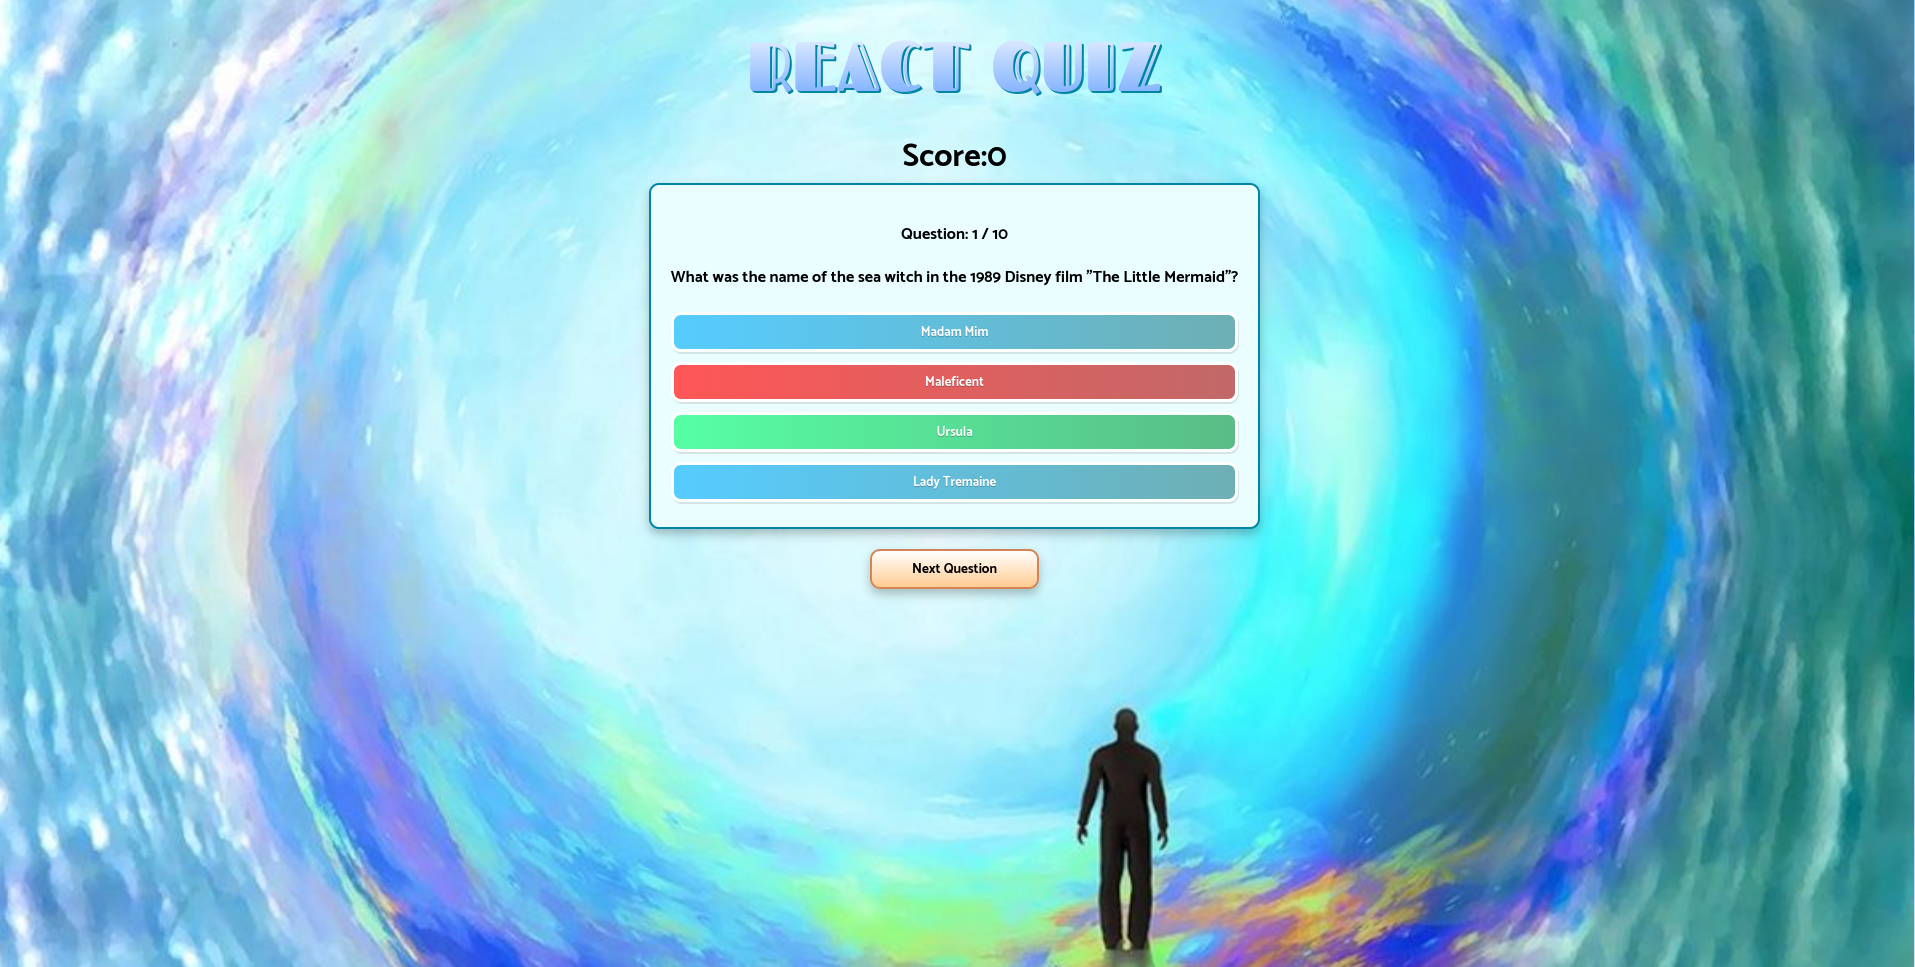 REACT QUIZ
Score:0
Question: 1 / 10
What was the name of the sea witch in the 1989 Disney film "The Little Mermaid"?
Madam Mim
Maleficent
Ursula
Lady Tremaine
Next Question